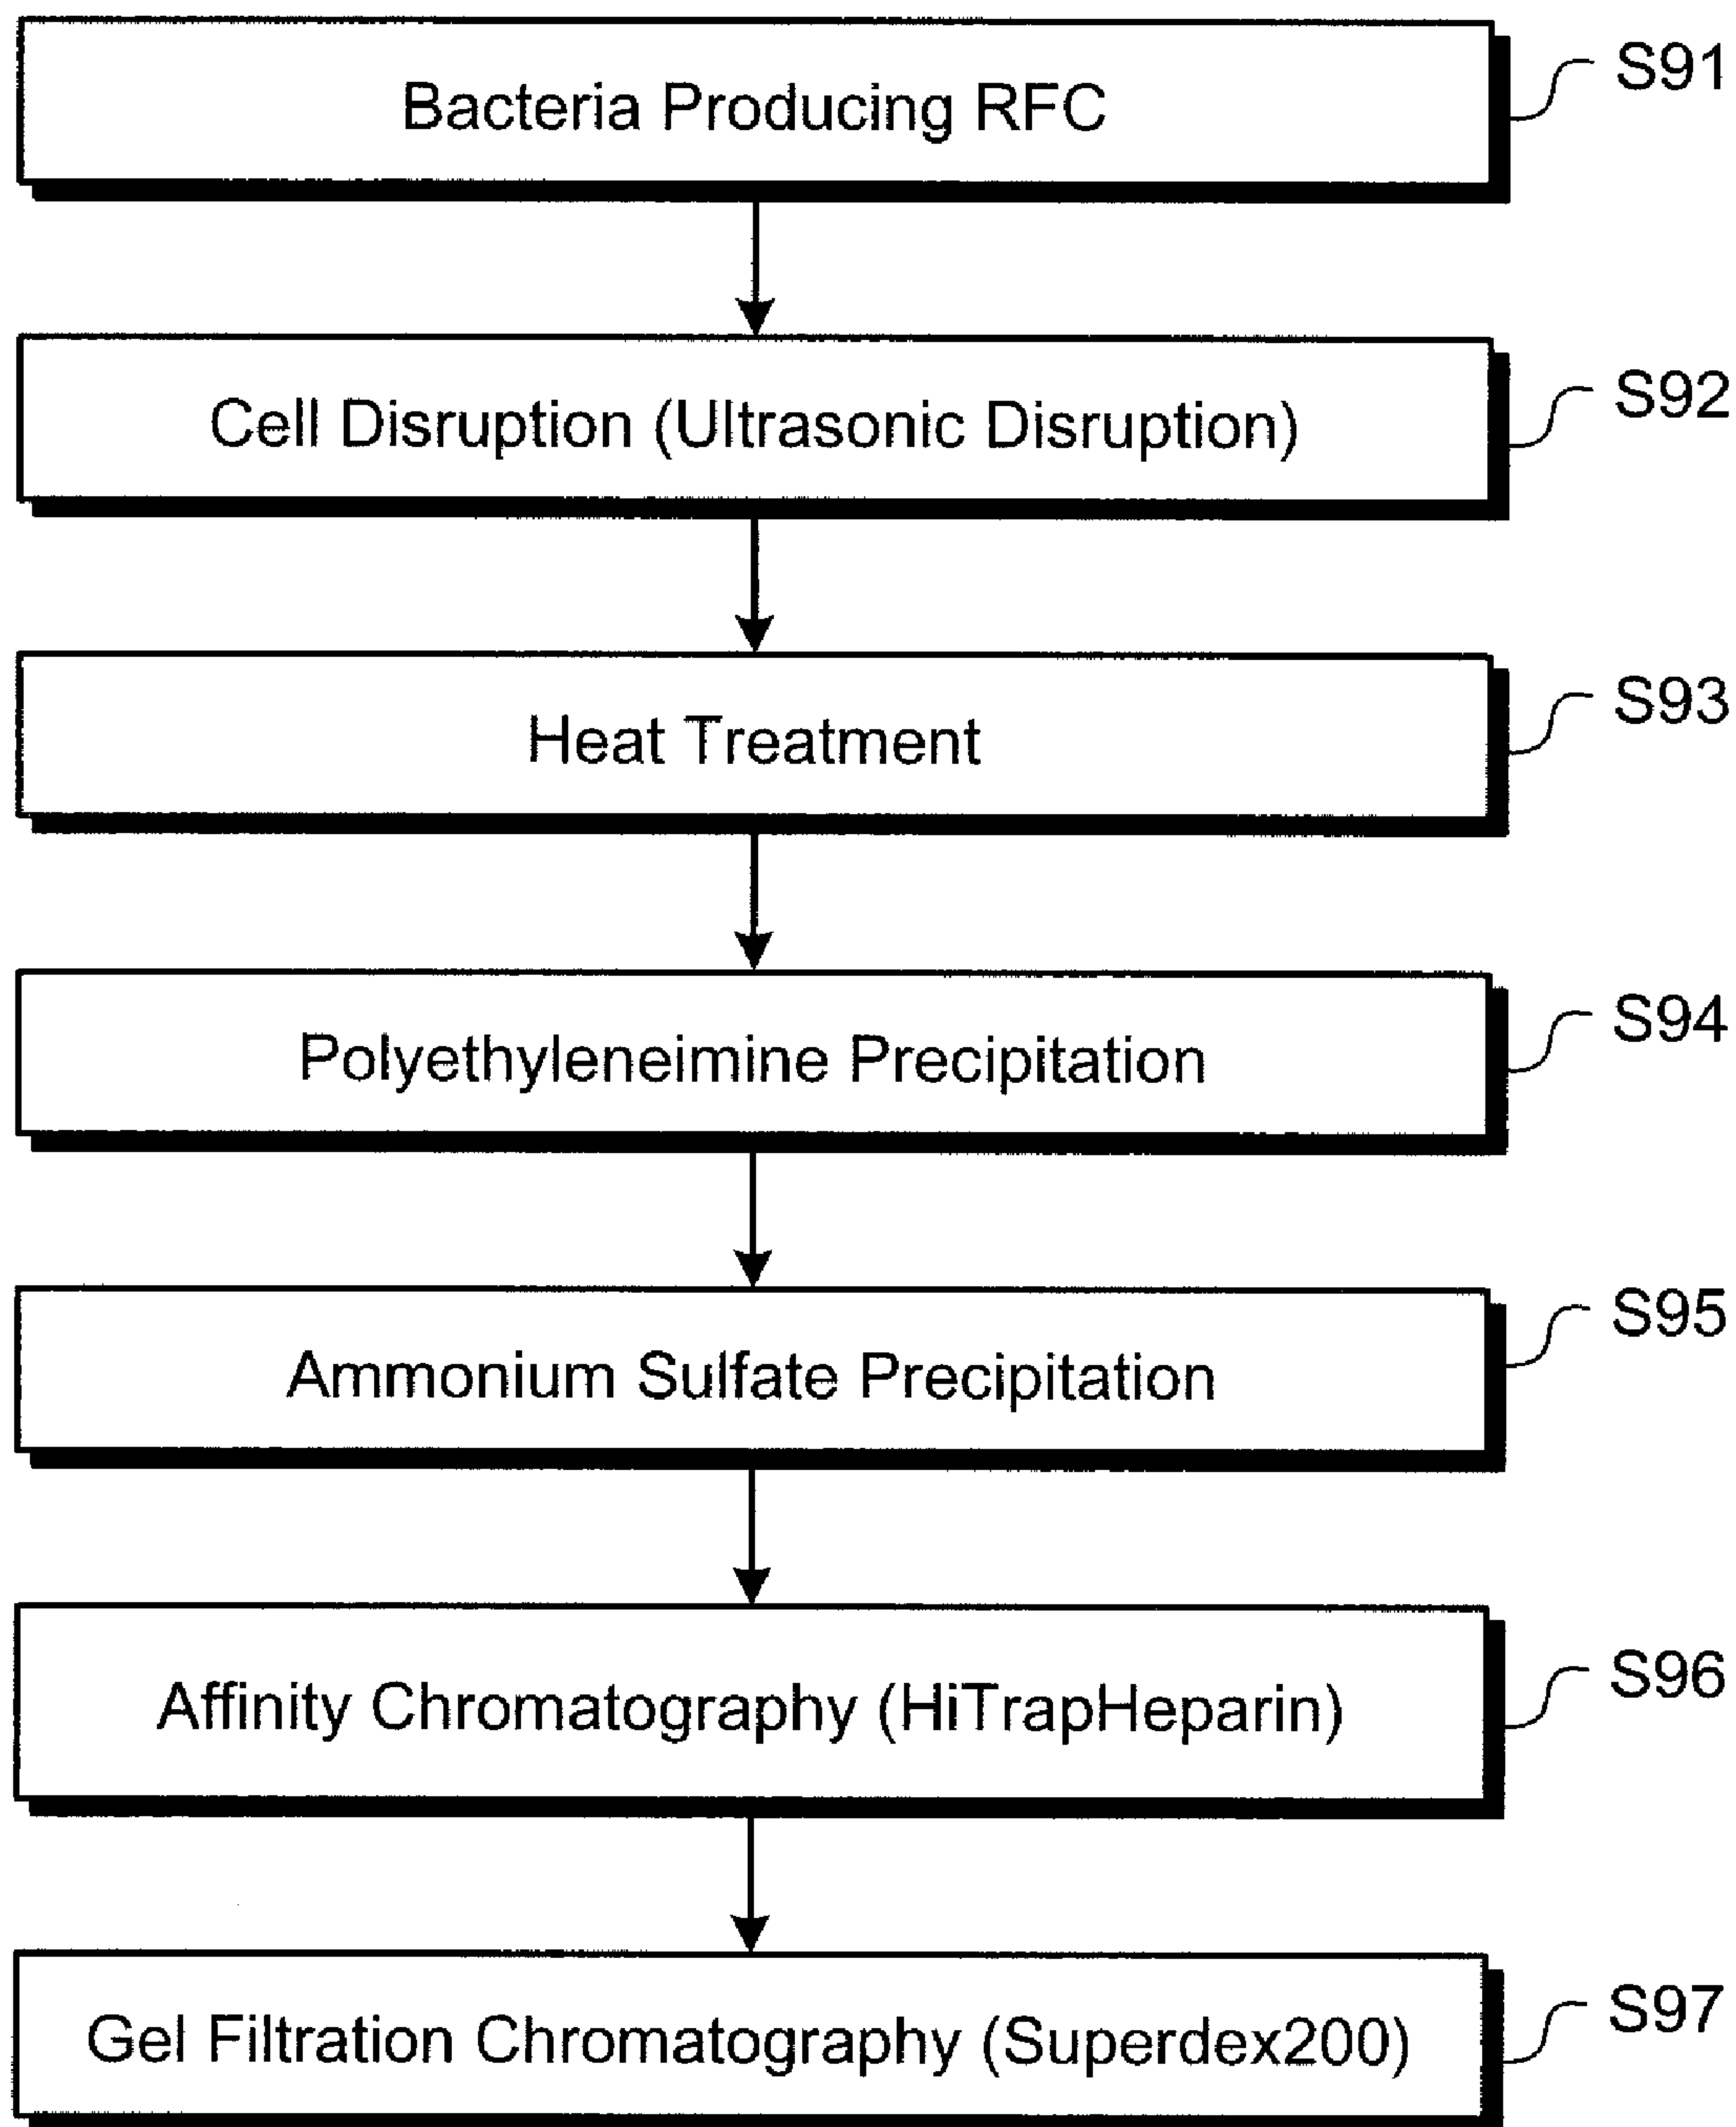 Bacteria Producing RFC
S91
Cell Disruption (Ultrasonic Disruption)
S92
Heat Treatment
S93
Polyethyleneimine Precipitation
S94
Ammonium Sulfate Precipitation
S95
Affinity Chromatography (HiTrapHeparin)
S96
Gel Filtration Chromatography (Superdex200)
S97